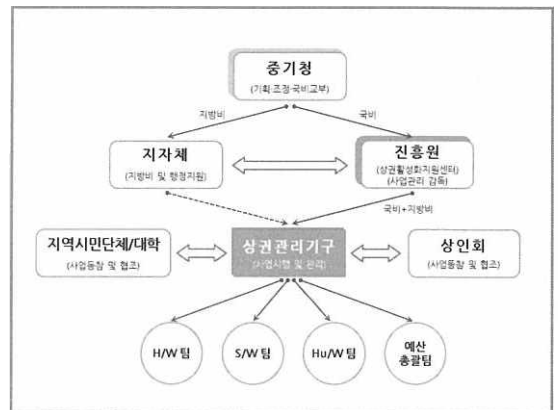 중기청
(기획·조정·국비교부)
지방비
국비
지자체
(지방비 및 행정지원)
진흥원
(상권활성화지원센터)
(사업관리 감독)
국비+지방비
지역시민단체/대학
(사업동참 및 협조)
상권관리기구
(사업시행 및 관리)
상인회
(사업동참 및 협조)
H/W팀
S/W팀
Hu/W팀
예산
총괄팀